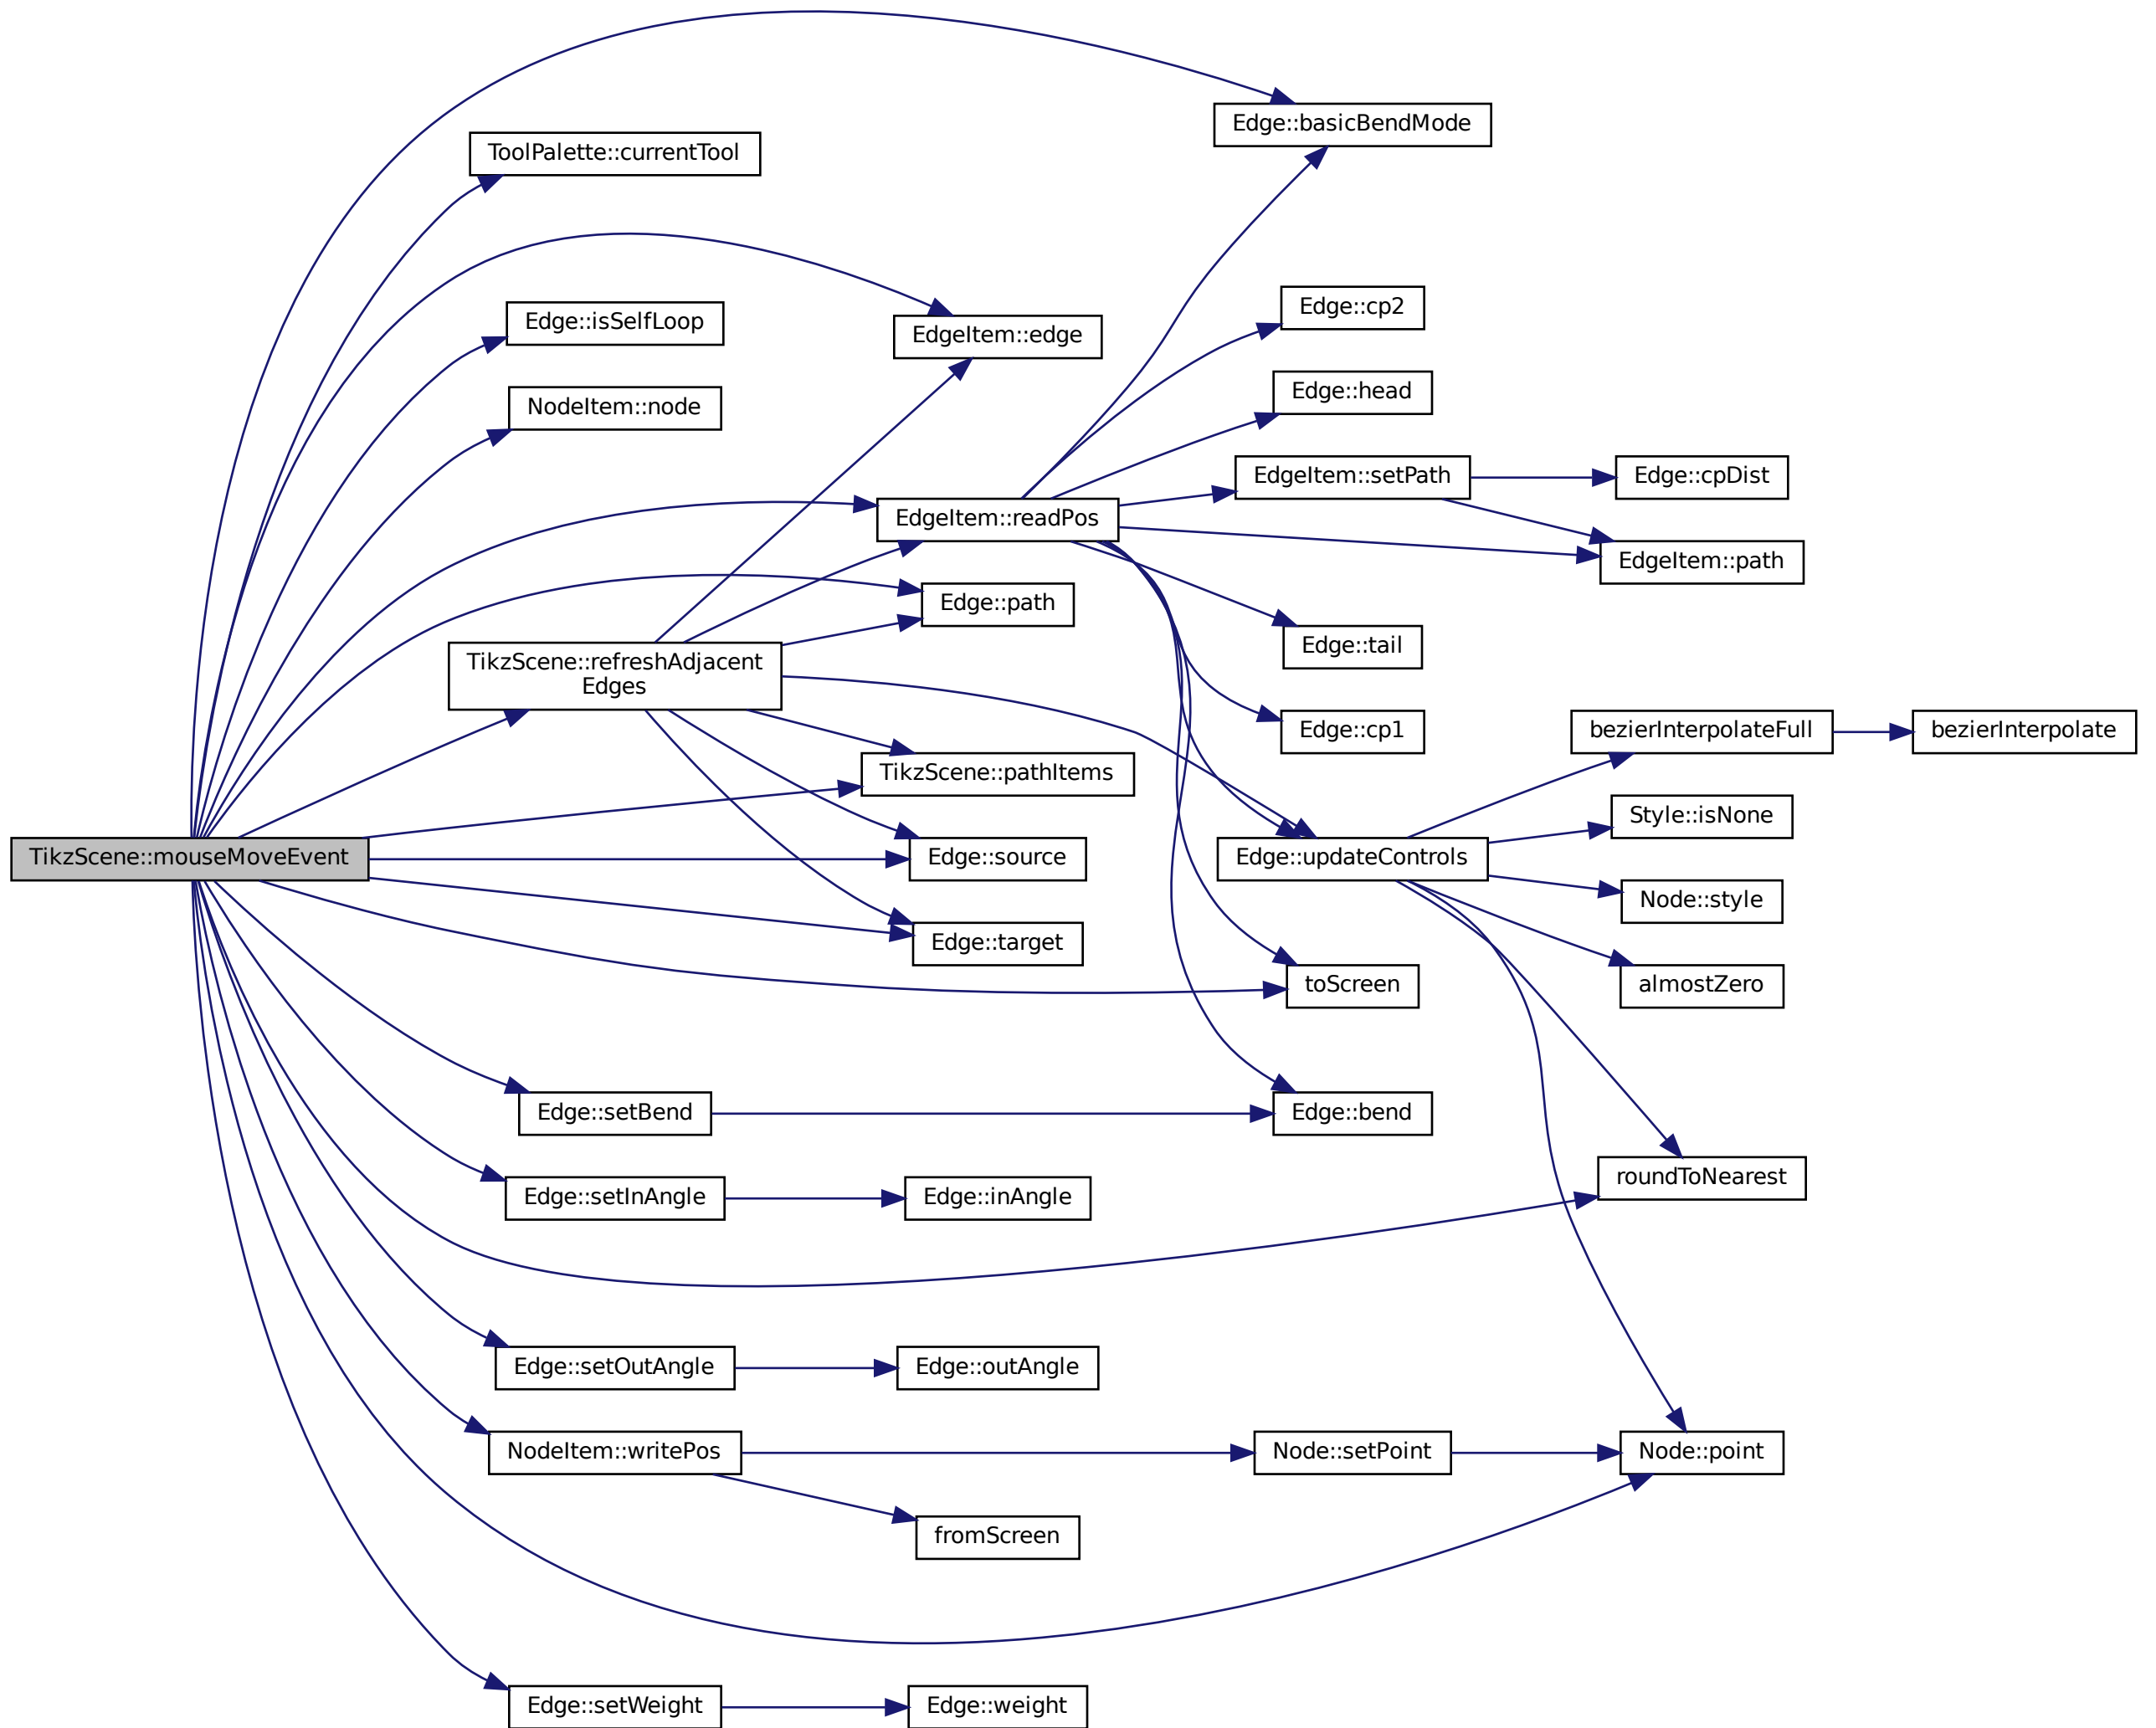 Edge::basicBendMode
ToolPalette::currentTool
Edge::cp2
Edge::isSelfLoop
EdgeItem::edge
Edge::head
NodeItem::node
EdgeItem::setPath
Edge::cpDist
EdgeItem::readPos
EdgeItem::path
Edge::path
Edge::tail
TikzScene::refreshAdjacent
Edges
Edge::cp1
bezierInterpolateFull
bezierInterpolate
TikzScene::pathItems
Style::isNone
TikzScene::mouseMoveEvent
Edge::source
Edge::updateControls
Node::style
Edge::target
toScreen
almostZero
Edge::setBend
Edge::bend
roundToNearest
Edge::setInAngle
Edge::inAngle
Edge::setOutAngle
Edge::outAngle
NodeItem::writePos
Node::setPoint
Node::point
fromScreen
Edge::setWeight
Edge::weight